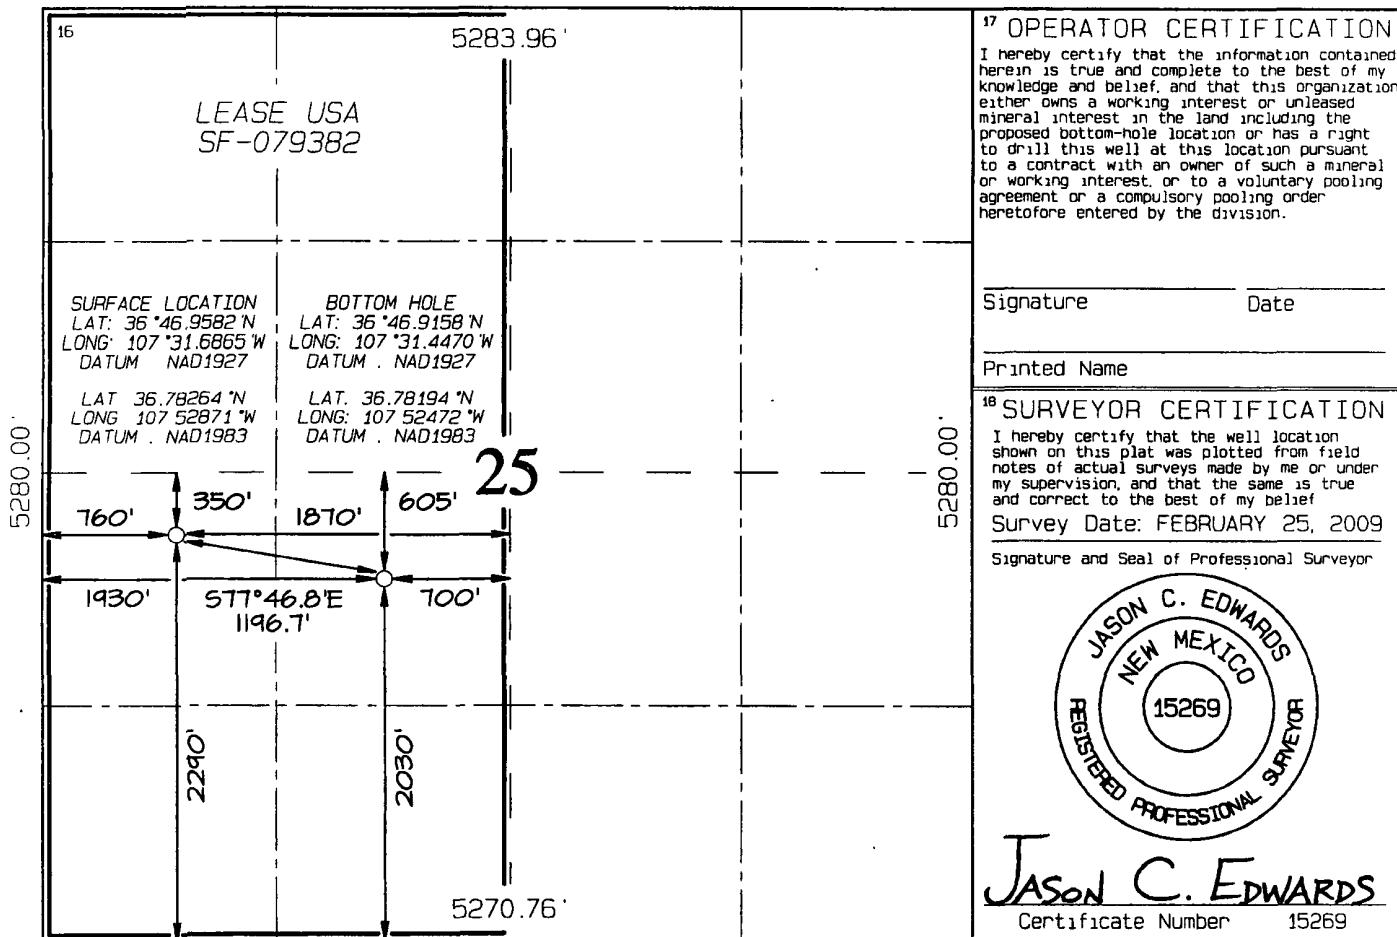 16
5283.96'
LEASE USA
SF-079382
SURFACE LOCATION
LAT: 36°46.9582'N
LONG: 107°31.6865'W
DATUM NAD1927
LAT 36.78264°N
LONG 107 52871°W
DATUM . NAD1983
BOTTOM HOLE
LAT: 36°46.9158'N
LONG: 107°31.4470'W
DATUM . NAD1927
LAT. 36.78194°N
LONG: 107 52472°W
DATUM . NAD1983
5280.00'
25
5280.00'
350'
605'
760'
1870'
1930'
S77°46.8'E
1196.7'
700'
2290'
2030'
5270.76'
17 OPERATOR CERTIFICATION
I hereby certify that the information contained
herein is true and complete to the best of my
knowledge and belief, and that this organization
either owns a working interest or unleased
mineral interest in the land including the
proposed bottom-hole location or has a right
to drill this well at this location pursuant
to a contract with an owner of such a mineral
or working interest, or to a voluntary pooling
agreement or a compulsory pooling order
heretofore entered by the division.
Signature Date
Printed Name
18 SURVEYOR CERTIFICATION
I hereby certify that the well location
shown on this plat was plotted from field
notes of actual surveys made by me or under
my supervision, and that the same is true
and correct to the best of my belief
Survey Date: FEBRUARY 25, 2009
Signature and Seal of Professional Surveyor
JASON C. EDWARDS
NEW MEXICO
15269
REGISTERED PROFESSIONAL SURVEYOR
JASON C. EDWARDS
Certificate Number 15269